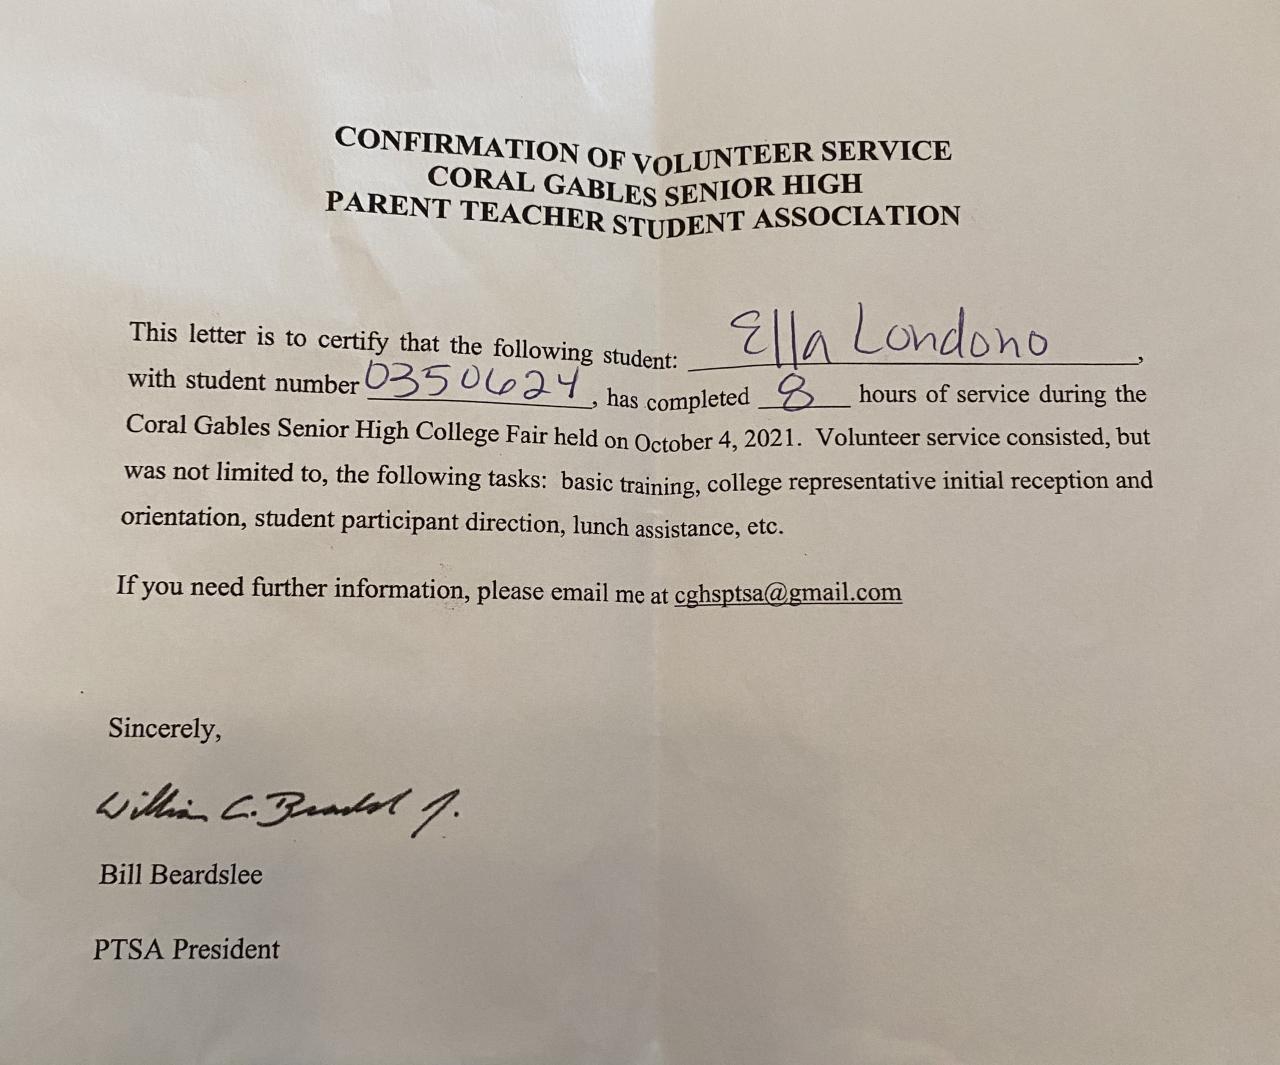 CONFIRMATION OF VOLUNTEER SERVICE
CORAL GABLES SENIOR HIGH
PARENT TEACHER STUDENT ASSOCIATION
This letter is to certify that the following student: Ella Londono,
with student number 0350624, has completed 8 hours of service during the
Coral Gables Senior High College Fair held on October 4, 2021. Volunteer service consisted, but
was not limited to, the following tasks: basic training, college representative initial reception and
orientation, student participant direction, lunch assistance, etc.
If you need further information, please email me at cghsptsa@gmail.com
Sincerely,
William C. Beardsl Jr.
Bill Beardslee
PTSA President